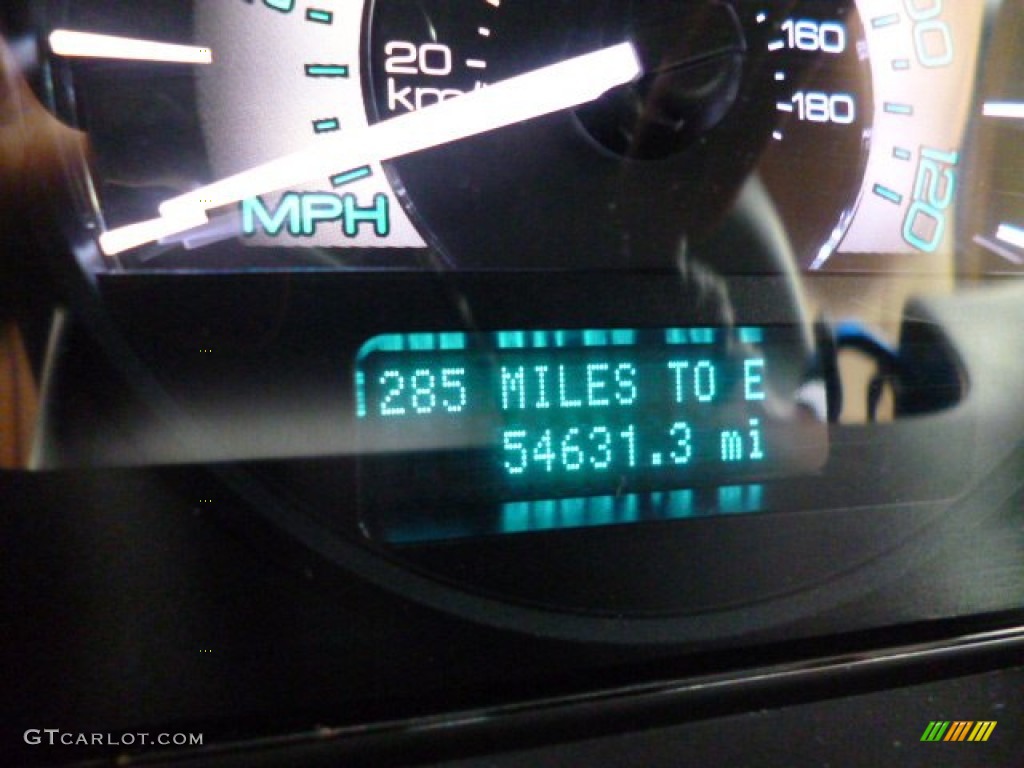 20
km/h
160
180
120
MPH
285 MILES TO E
54631.3 mi
GTCARLOT.COM